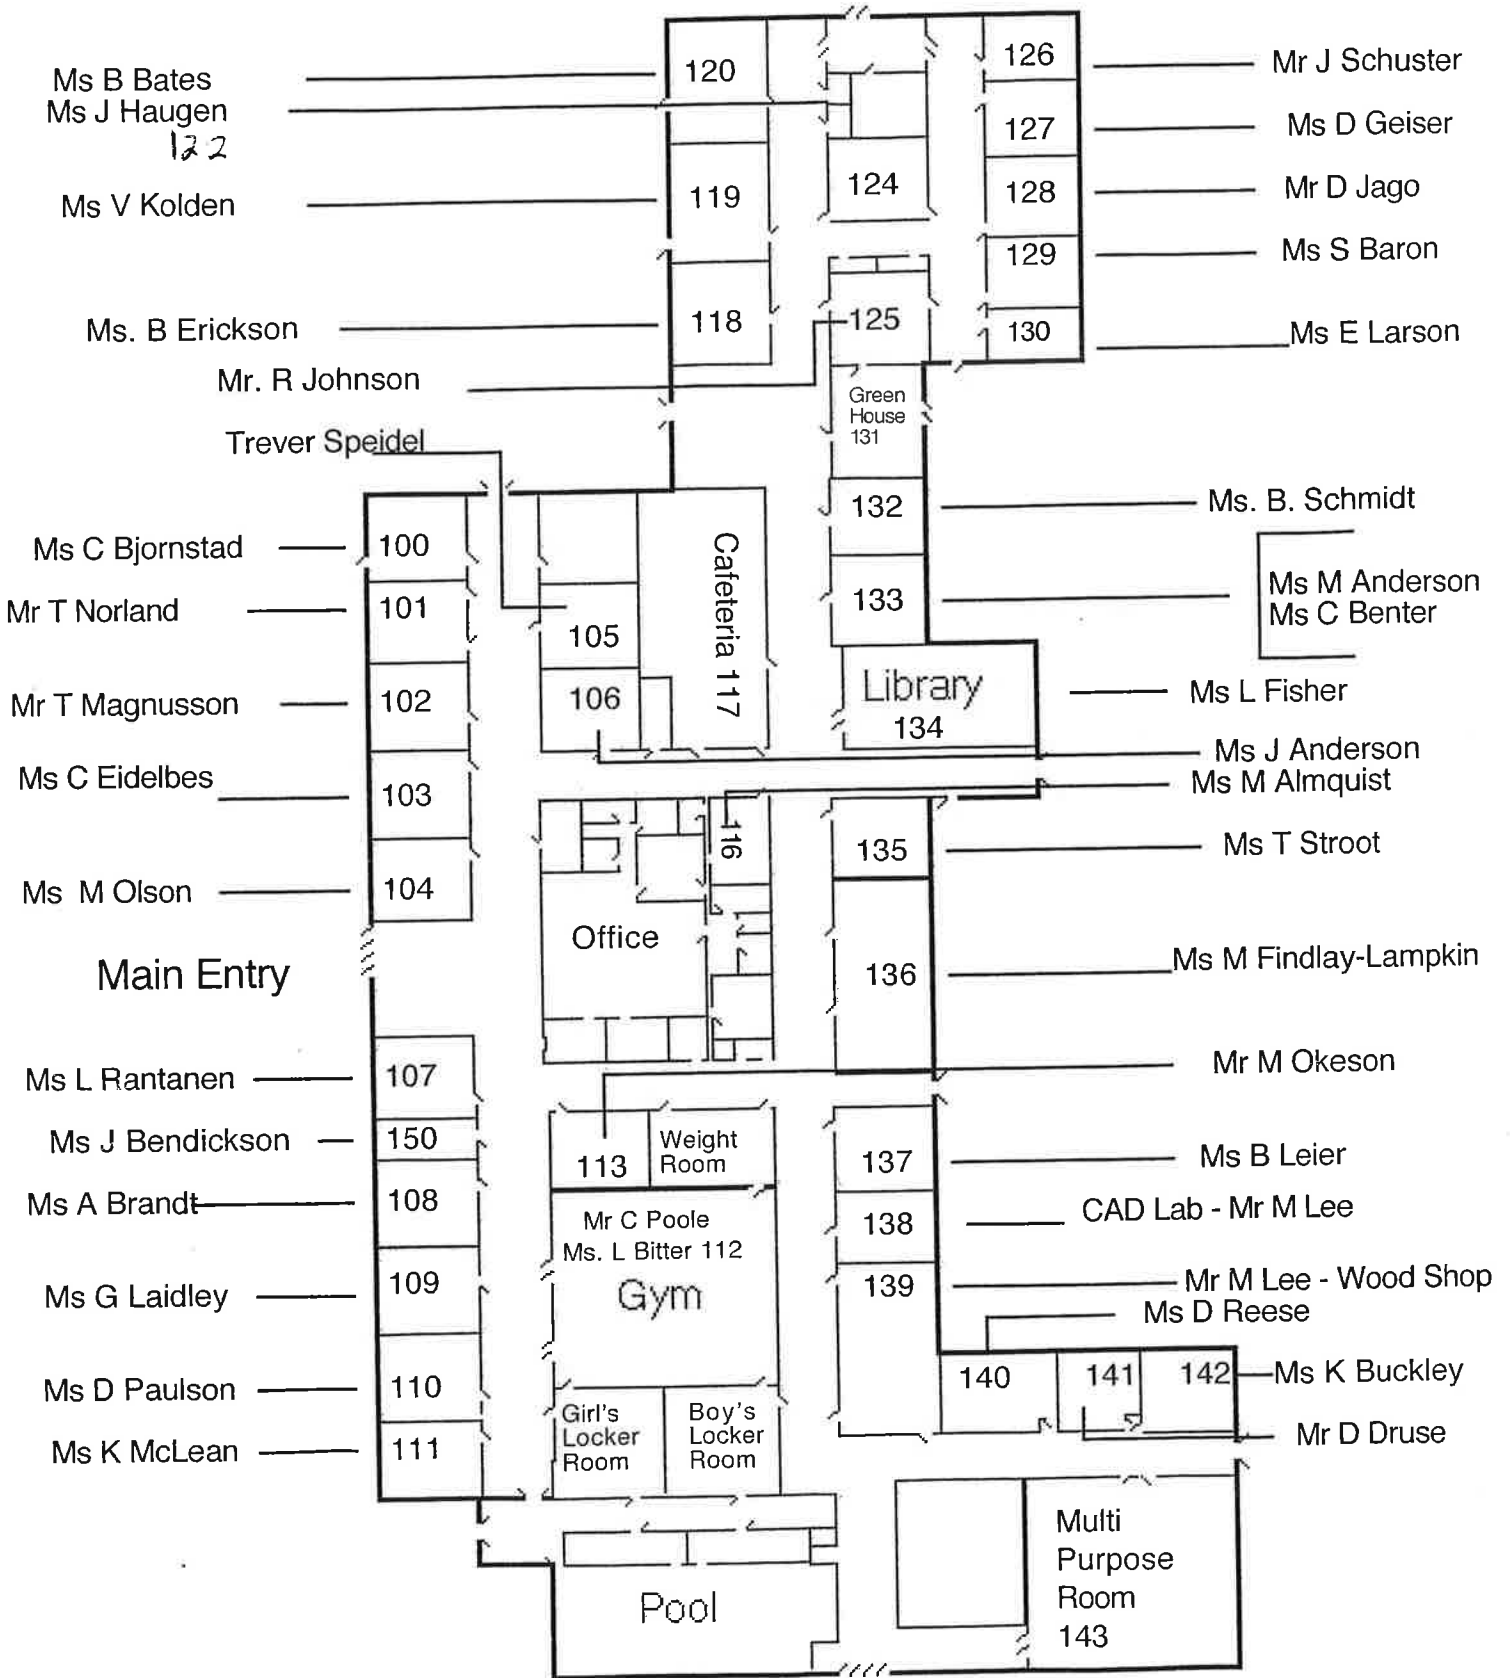 Ms B Bates
120
126
Mr J Schuster
Ms J Haugen
122
127
Ms D Geiser
Ms V Kolden
119
124
128
Mr D Jago
129
Ms S Baron
Ms. B Erickson
118
125
130
Ms E Larson
Mr. R Johnson
Green
House
131
Trever Speidel
132
Ms. B. Schmidt
Ms C Bjornstad
100
Cafeteria 117
133
Ms M Anderson
Ms C Benter
Mr T Norland
101
105
Library
134
Ms L Fisher
Mr T Magnusson
102
106
Ms J Anderson
Ms M Almquist
Ms C Eidelbes
103
116
135
Ms T Stroot
Ms M Olson
104
Office
136
Ms M Findlay-Lampkin
Main Entry
Ms L Rantanen
107
Mr M Okeson
Ms J Bendickson
150
113
Weight
Room
137
Ms B Leier
Ms A Brandt
108
Mr C Poole
Ms. L Bitter 112
Gym
138
CAD Lab - Mr M Lee
Ms G Laidley
109
139
Mr M Lee - Wood Shop
Ms D Reese
Ms D Paulson
110
140
141
142
Ms K Buckley
Ms K McLean
111
Girl's
Locker
Room
Boy's
Locker
Room
Mr D Druse
Pool
Multi
Purpose
Room
143